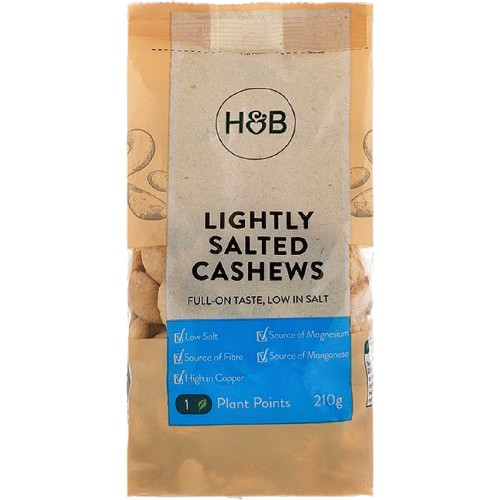 H&B
LIGHTLY
SALTED
CASHEWS
FULL-ON TASTE, LOW IN SALT
Low Salt
Source of Magnesium
Source of Fibre
Source of Manganese
High in Copper
1 Plant Points 210g